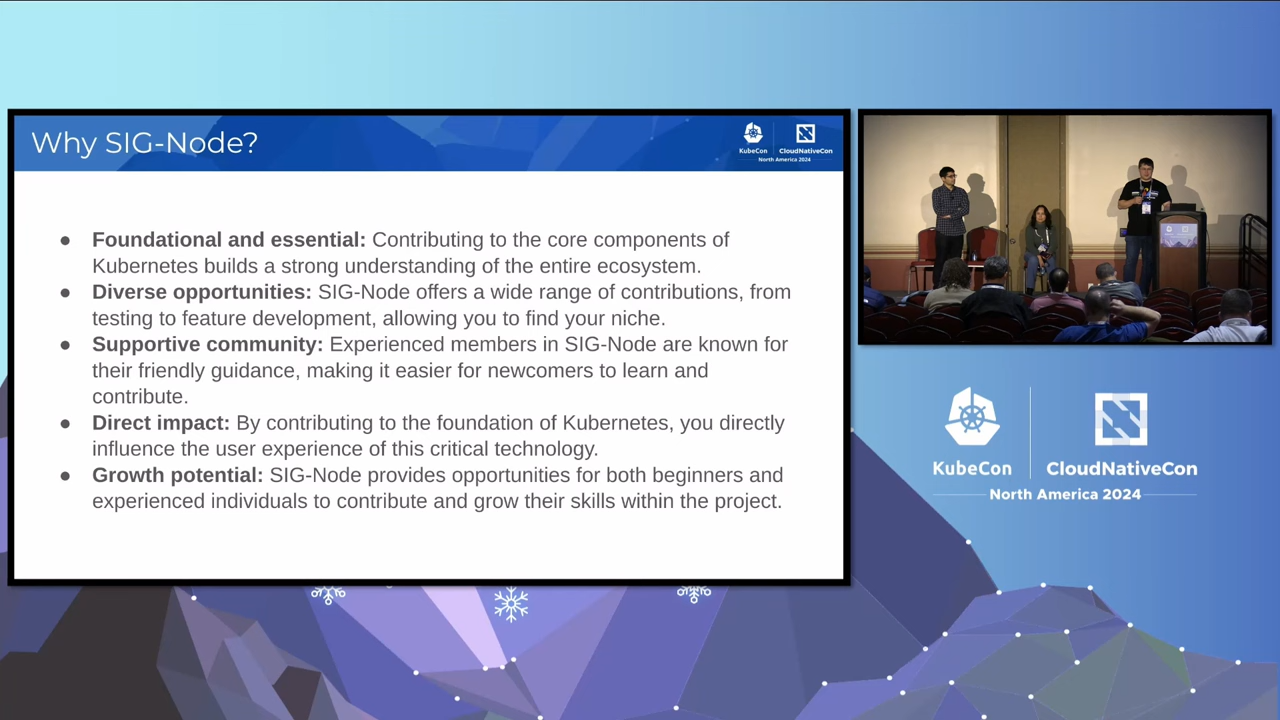 Why SIG-Node?
KubeCon
CloudNativeCon
North America 2024
● Foundational and essential: Contributing to the core components of
Kubernetes builds a strong understanding of the entire ecosystem.
● Diverse opportunities: SIG-Node offers a wide range of contributions, from
testing to feature development, allowing you to find your niche.
● Supportive community: Experienced members in SIG-Node are known for
their friendly guidance, making it easier for newcomers to learn and
contribute.
● Direct impact: By contributing to the foundation of Kubernetes, you directly
influence the user experience of this critical technology.
● Growth potential: SIG-Node provides opportunities for both beginners and
experienced individuals to contribute and grow their skills within the project.
KubeCon
CloudNativeCon
North America 2024